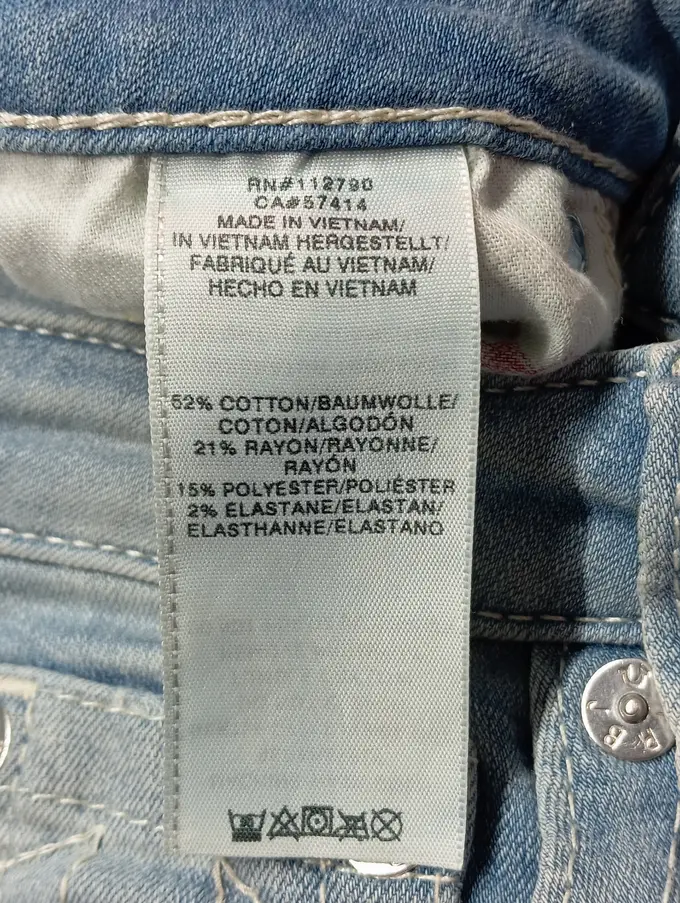 RN#112790
CA#57414
MADE IN VIETNAM/
IN VIETNAM HERGESTELLT/
FABRIQUÉ AU VIETNAM/
HECHO EN VIETNAM
62% COTTON/BAUMWOLLE/
COTON/ALGODÓN
21% RAYON/RAYONNE/
RAYÓN
15% POLYESTER/POLIÉSTER
2% ELASTANE/ELASTAN/
ELASTHANNE/ELASTANO